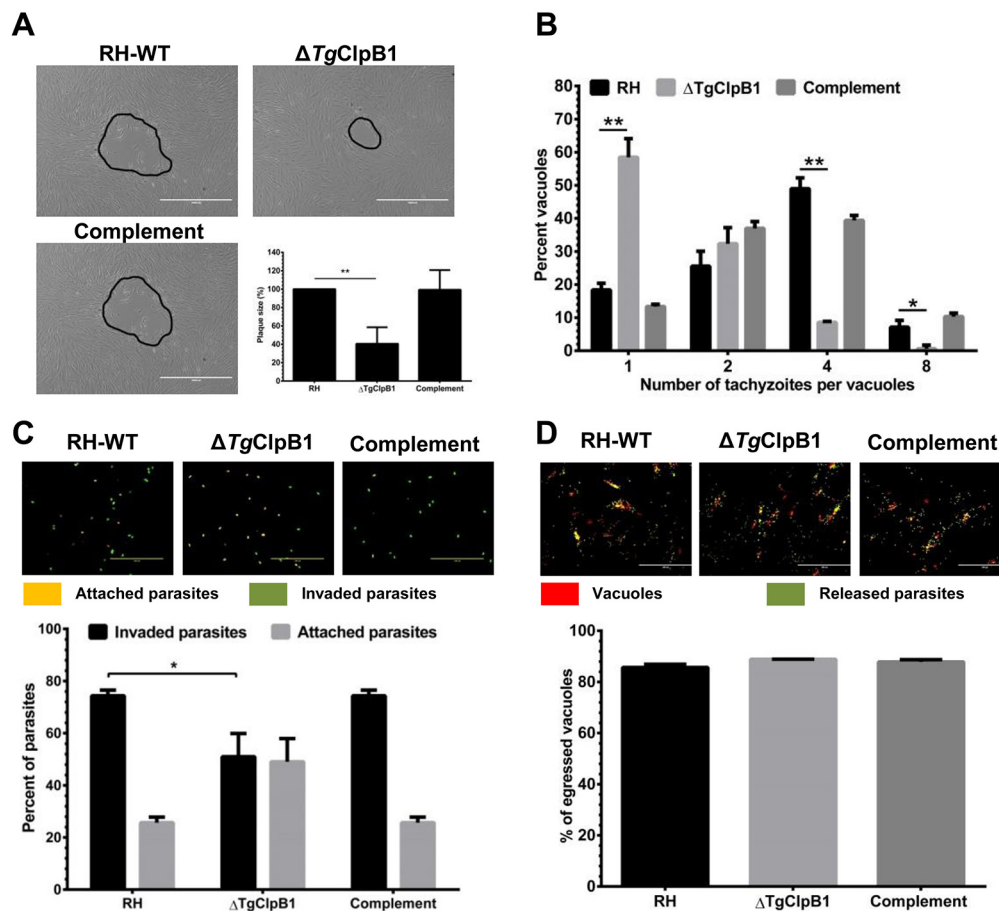 A
RH-WT
ΔTgClpB1
Complement
140
120
100
80
60
40
20
0
Plaque size (%)
**
RH
ΔTgClpB1
Complement
B
RH
ΔTgClpB1
Complement
80
70
60
50
40
30
20
10
0
Percent vacuoles
**
**
*
1
2
4
8
Number of tachyzoites per vacuoles
C
RH-WT
ΔTgClpB1
Complement
Attached parasites
Invaded parasites
Invaded parasites
Attached parasites
100
80
60
40
20
0
Percent of parasites
*
RH
ΔTgClpB1
Complement
D
RH-WT
ΔTgClpB1
Complement
Vacuoles
Released parasites
100
80
60
40
20
0
% of egressed vacuoles
RH
ΔTgClpB1
Complement